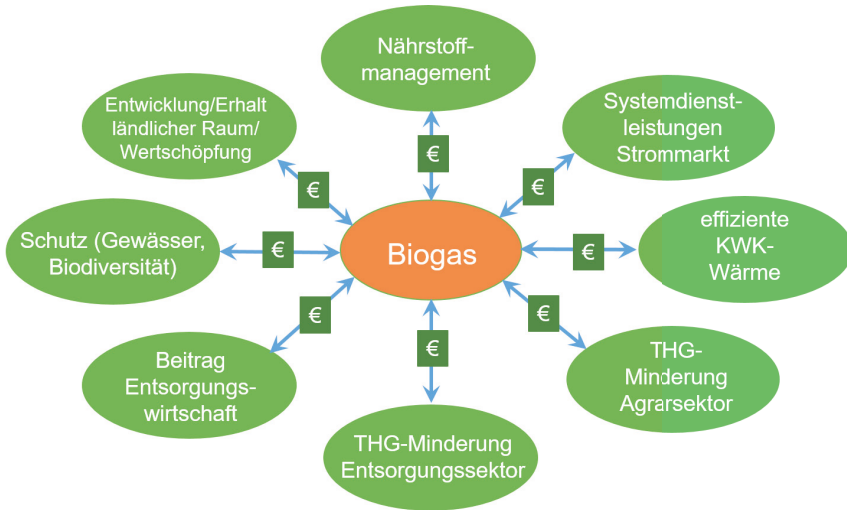 Nährstoff-
management
€
Systemdienst-
leistungen
Strommarkt
€
effiziente
KWK-
Wärme
€
THG-
Minderung
Agrarsektor
€
THG-Minderung
Entsorgungssektor
€
Beitrag
Entsorgungs-
wirtschaft
€
Schutz (Gewässer,
Biodiversität)
€
Entwicklung/Erhalt
ländlicher Raum/
Wertschöpfung
€
Biogas